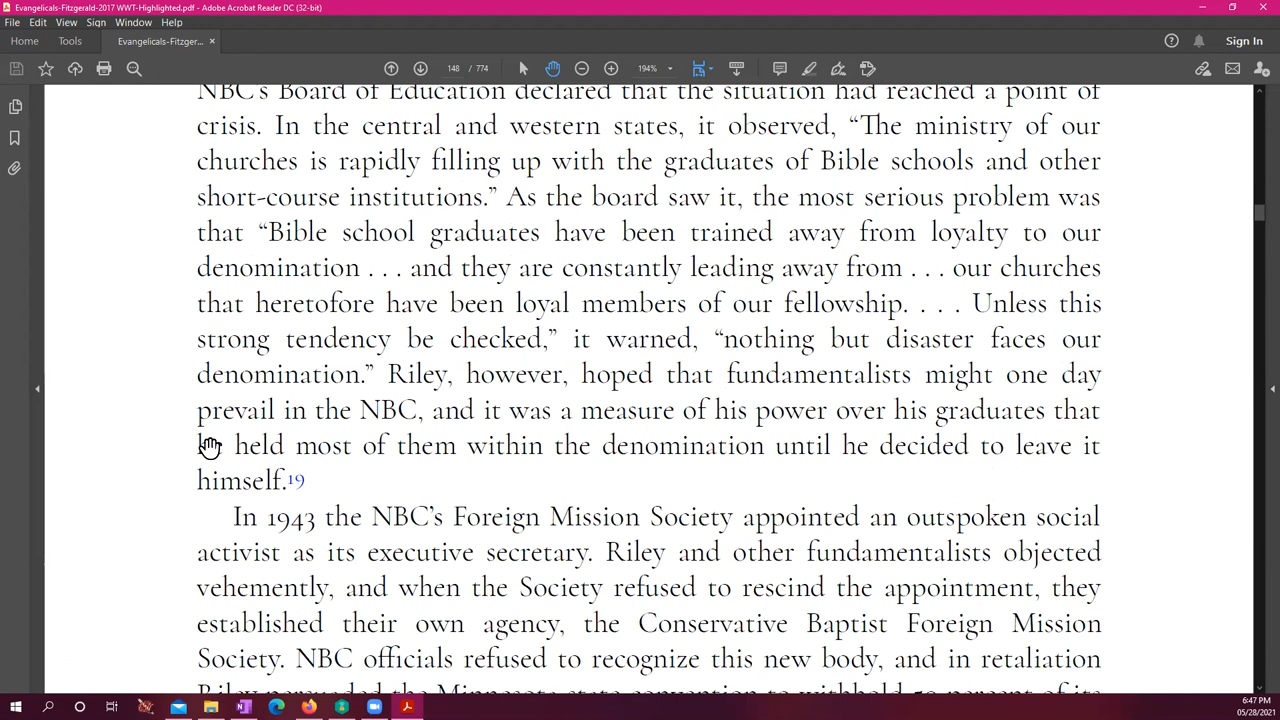 Evangelicals-Fitzgerald-2017 WWT-Highlighted.pdf - Adobe Acrobat Reader DC (32-bit)
File Edit View Sign Window Help
Home Tools Evangelicals-Fitzger... × Sign In
148 / 774 194%
NBC's Board of Education declared that the situation had reached a point of
crisis. In the central and western states, it observed, “The ministry of our
churches is rapidly filling up with the graduates of Bible schools and other
short-course institutions.” As the board saw it, the most serious problem was
that “Bible school graduates have been trained away from loyalty to our
denomination . . . and they are constantly leading away from . . . our churches
that heretofore have been loyal members of our fellowship. . . . Unless this
strong tendency be checked,” it warned, “nothing but disaster faces our
denomination.” Riley, however, hoped that fundamentalists might one day
prevail in the NBC, and it was a measure of his power over his graduates that
held most of them within the denomination until he decided to leave it
himself.19
In 1943 the NBC’s Foreign Mission Society appointed an outspoken social
activist as its executive secretary. Riley and other fundamentalists objected
vehemently, and when the Society refused to rescind the appointment, they
established their own agency, the Conservative Baptist Foreign Mission
Society. NBC officials refused to recognize this new body, and in retaliation
Riley persuaded the state convention to withhold 50 percent of its
6:47 PM
05/28/2021